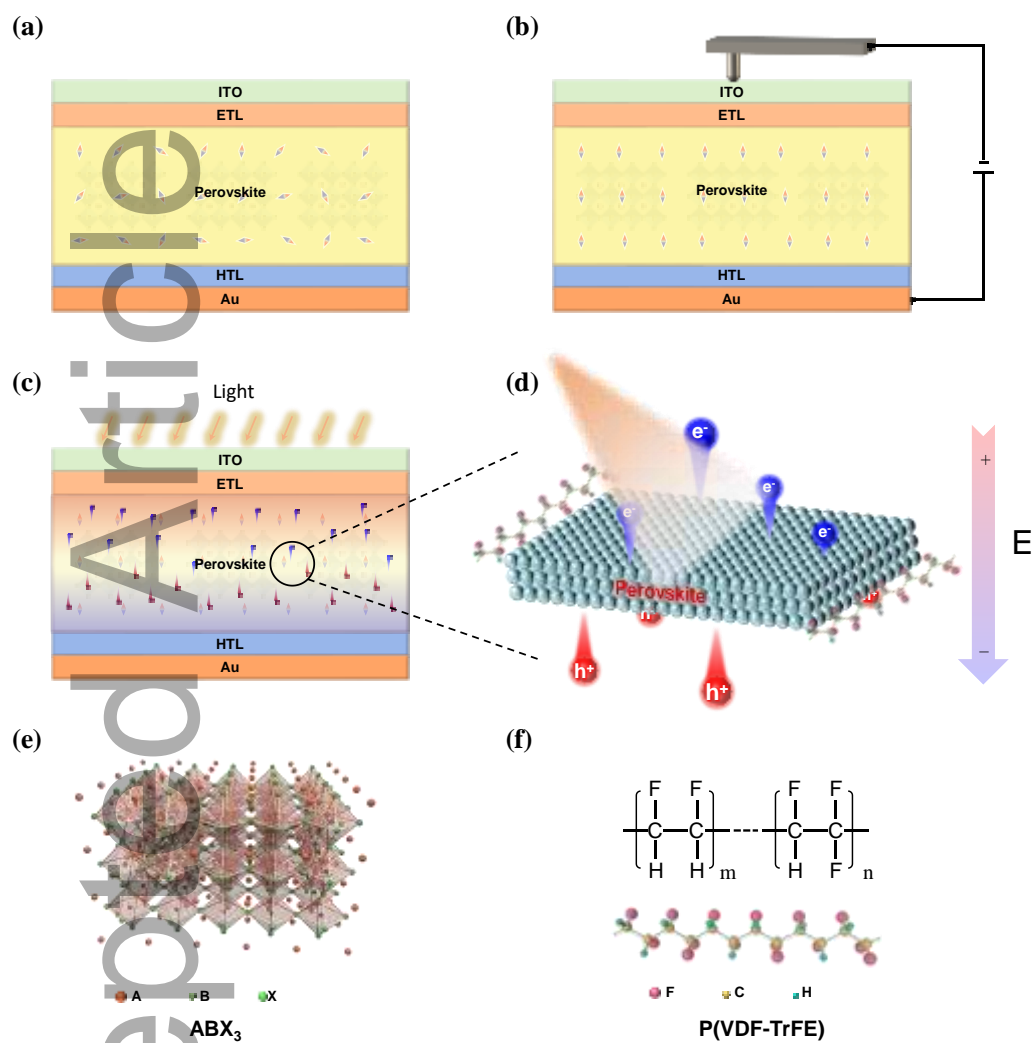 (a)
ITO
ETL
Perovskite
HTL
Au
(b)
ITO
ETL
Perovskite
HTL
Au
(c)
Light
ITO
ETL
Perovskite
HTL
Au
(d)
e-
e-
e-
e-
Perovskite
h+
h+
h+
h+
+
E
−
(e)
A B X
ABX3
(f)
F F F F
C C C C
H H m H F n
F C H
P(VDF-TrFE)
epted Article